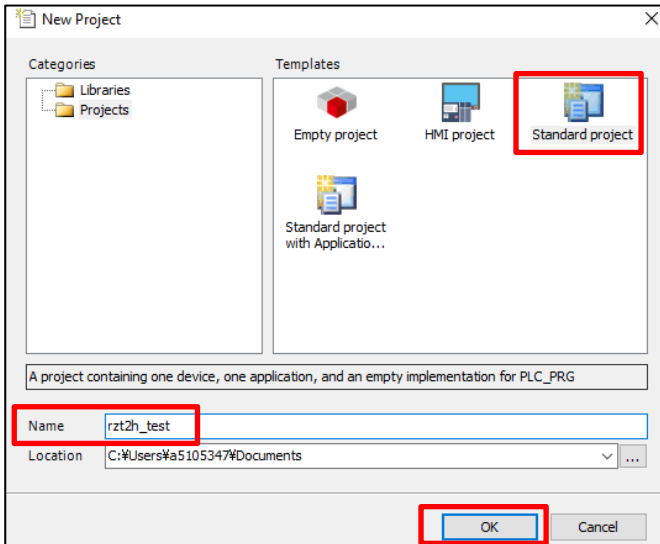 New Project
Categories
Templates
Libraries
Projects
Empty project
HMI project
Standard project
Standard project
with Applicatio...
A project containing one device, one application, and an empty implementation for PLC_PRG
Name
rzt2h_test
Location
C:¥Users¥a5105347¥Documents
...
OK
Cancel